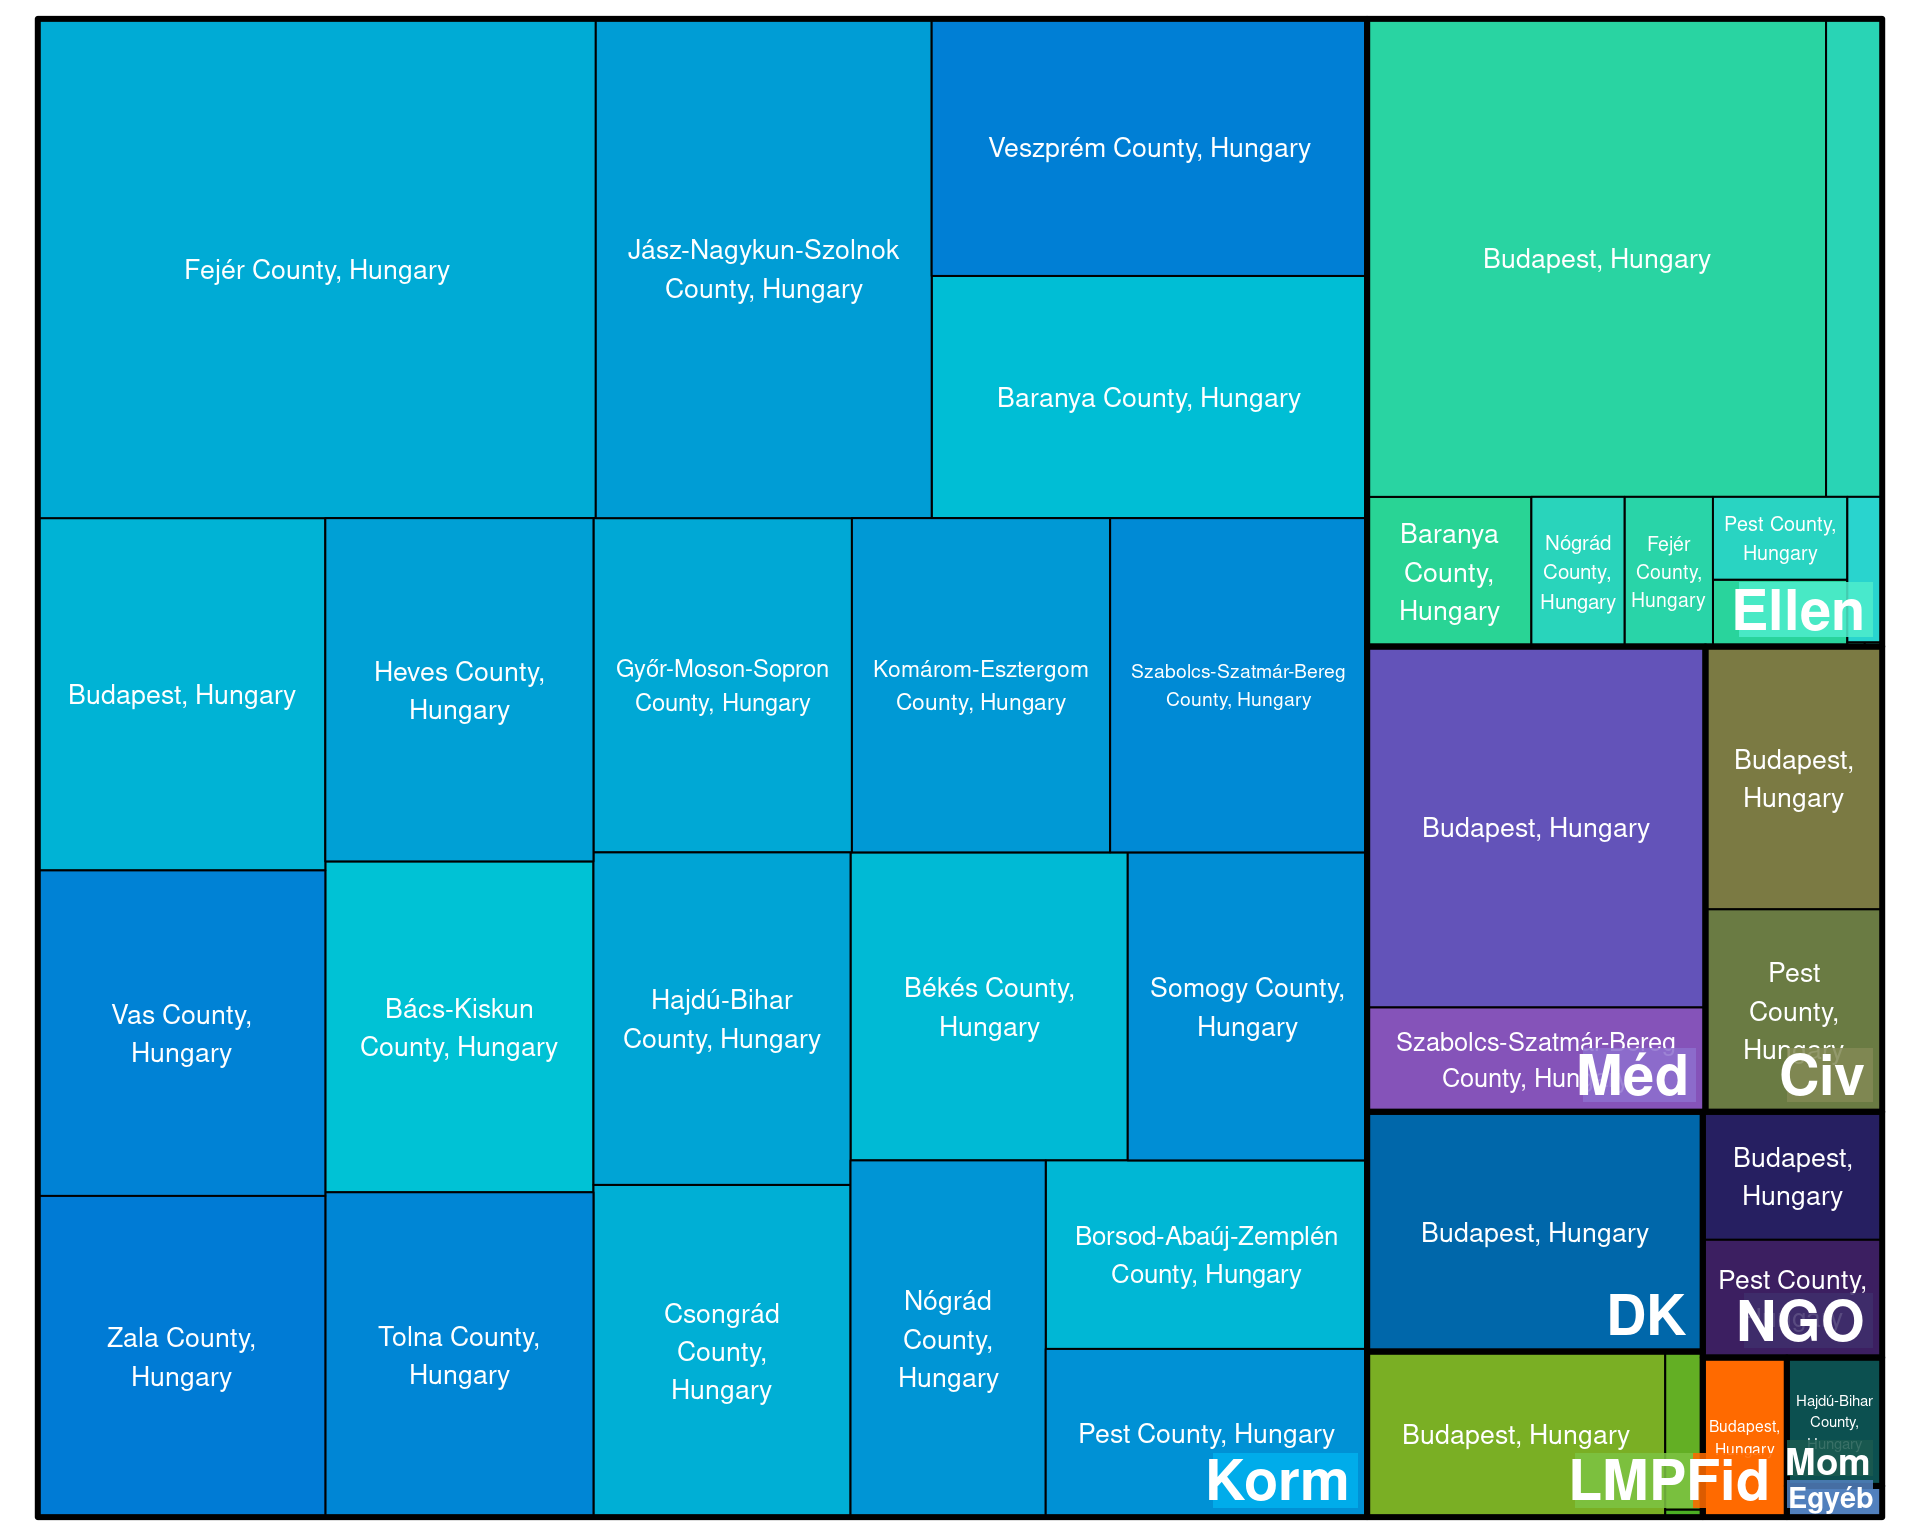 Fejér County, Hungary
Jász-Nagykun-Szolnok
County, Hungary
Veszprém County, Hungary
Baranya County, Hungary
Budapest, Hungary
Heves County,
Hungary
Győr-Moson-Sopron
County, Hungary
Komárom-Esztergom
County, Hungary
Szabolcs-Szatmár-Bereg
County, Hungary
Vas County,
Hungary
Bács-Kiskun
County, Hungary
Hajdú-Bihar
County, Hungary
Békés County,
Hungary
Somogy County,
Hungary
Zala County,
Hungary
Tolna County,
Hungary
Csongrád
County,
Hungary
Nógrád
County,
Hungary
Borsod-Abaúj-Zemplén
County, Hungary
Pest County, Hungary
Korm
Budapest, Hungary
Baranya
County,
Hungary
Nógrád
County,
Hungary
Fejér
County,
Hungary
Pest County,
Hungary
Ellen
Budapest, Hungary
Szabolcs-Szatmár-Bereg
County, Hungary
Méd
Budapest,
Hungary
Pest
County,
Hungary
Civ
Budapest, Hungary
DK
Budapest,
Hungary
Pest County,
Hungary
NGO
Budapest, Hungary
LMP
Budapest,
Hungary
Fid
Hajdú-Bihar
County,
Hungary
Mom
Egyéb